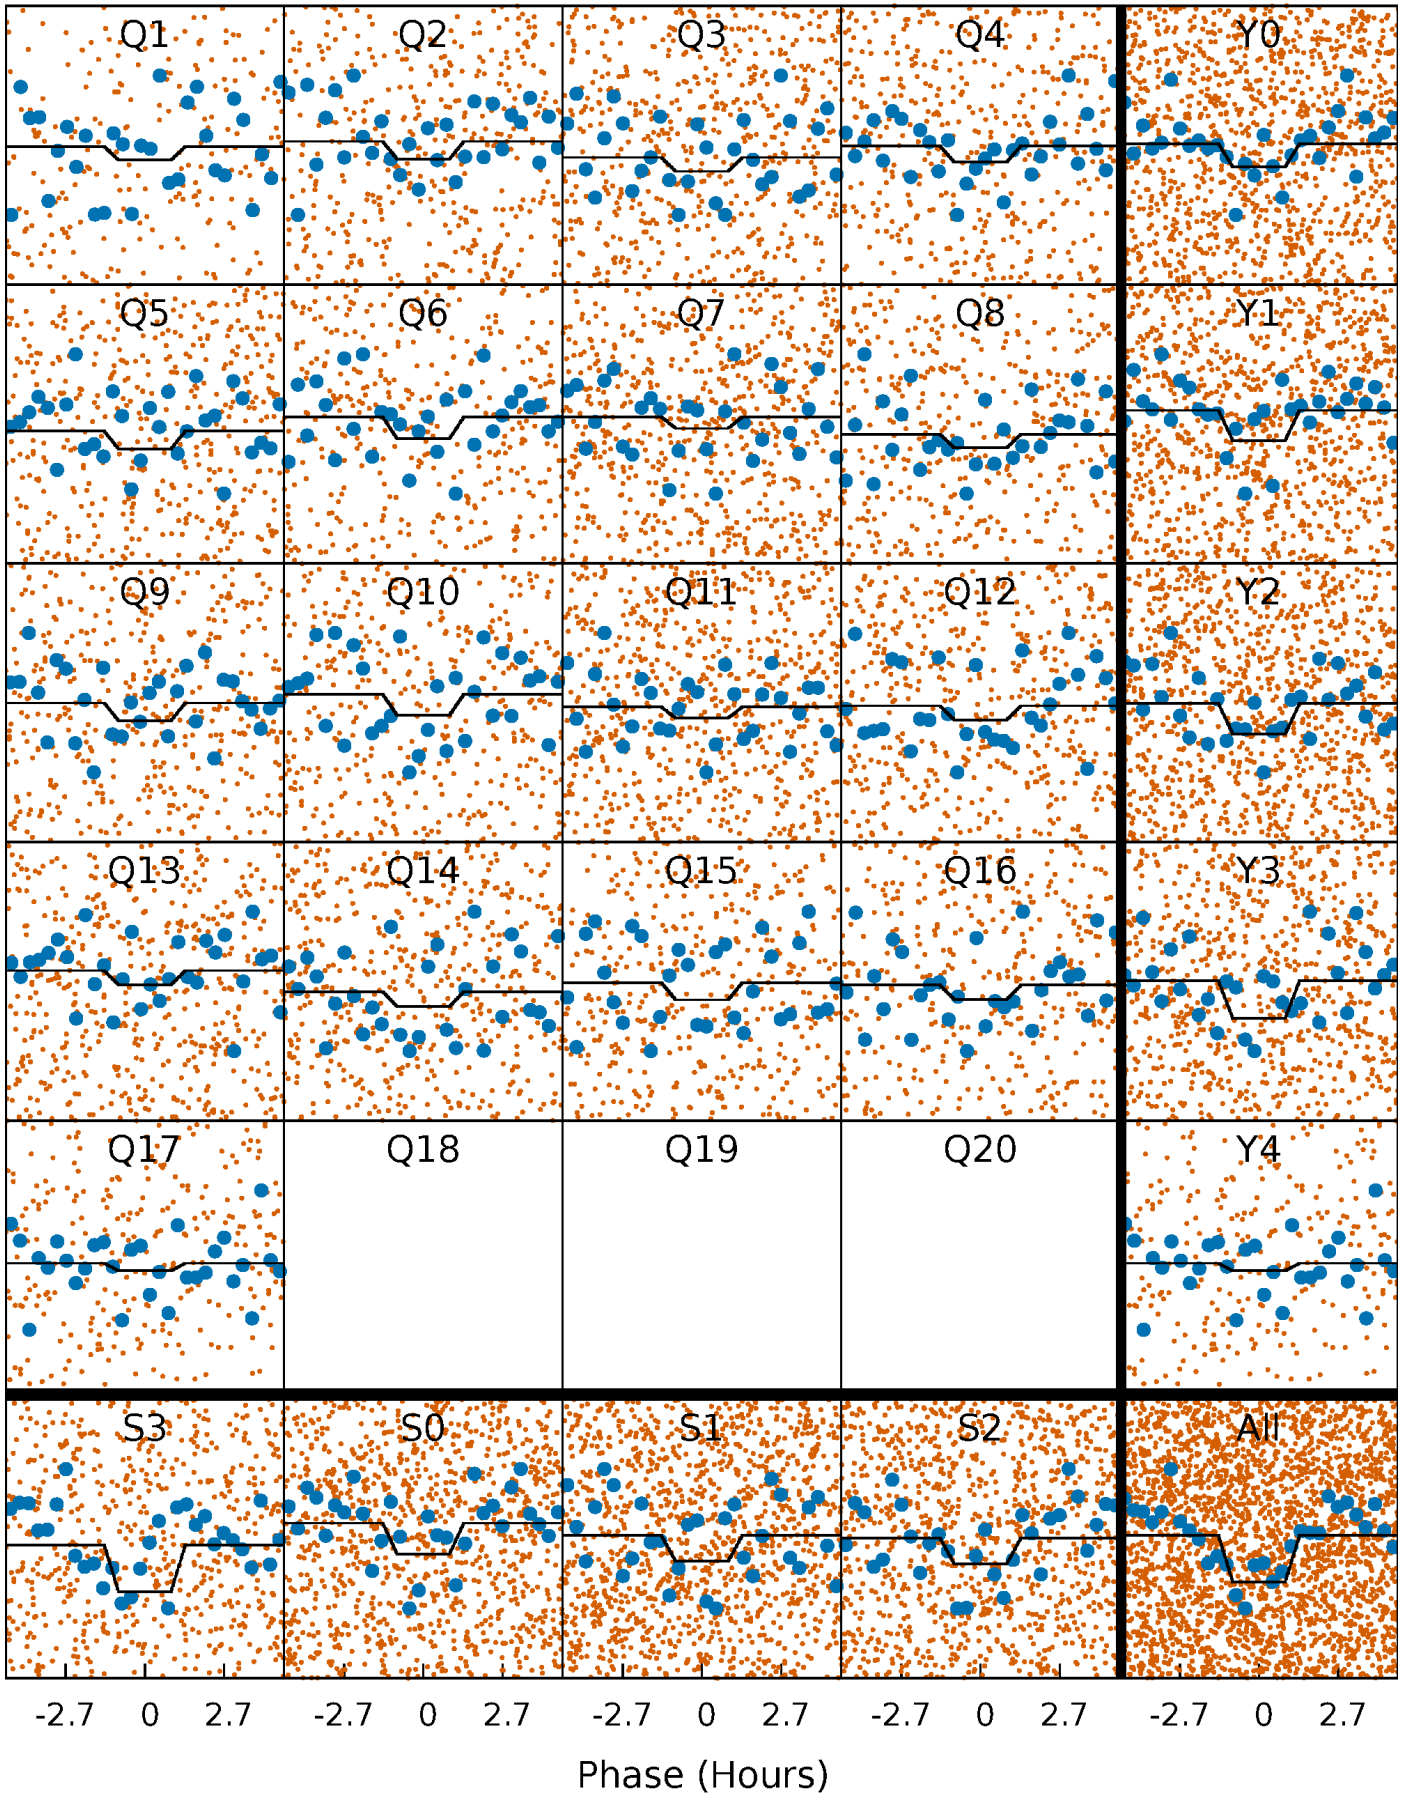 Q1 Q2 Q3 Q4 Y0
Q5 Q6 Q7 Q8 Y1
Q9 Q10 Q11 Q12 Y2
Q13 Q14 Q15 Q16 Y3
Q17 Q18 Q19 Q20 Y4
S3 S0 S1 S2 All
-2.7 0 2.7 -2.7 0 2.7 -2.7 0 2.7 -2.7 0 2.7 -2.7 0 2.7
Phase (Hours)